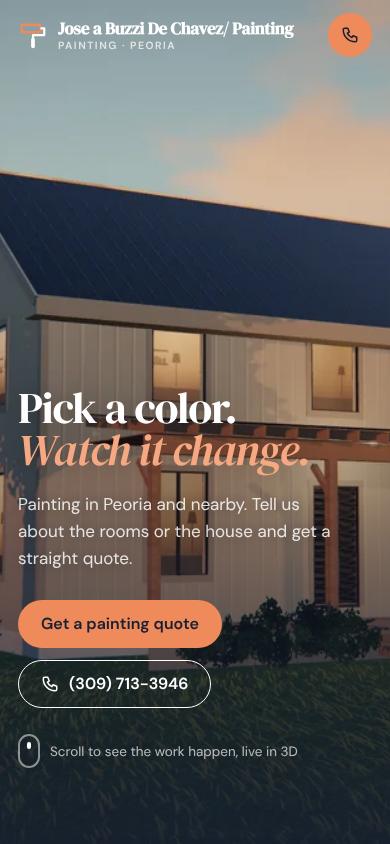 Jose a Buzzi De Chavez/ Painting
PAINTING · PEORIA
Pick a color.
Watch it change.
Painting in Peoria and nearby. Tell us
about the rooms or the house and get a
straight quote.
Get a painting quote
(309) 713-3946
Scroll to see the work happen, live in 3D